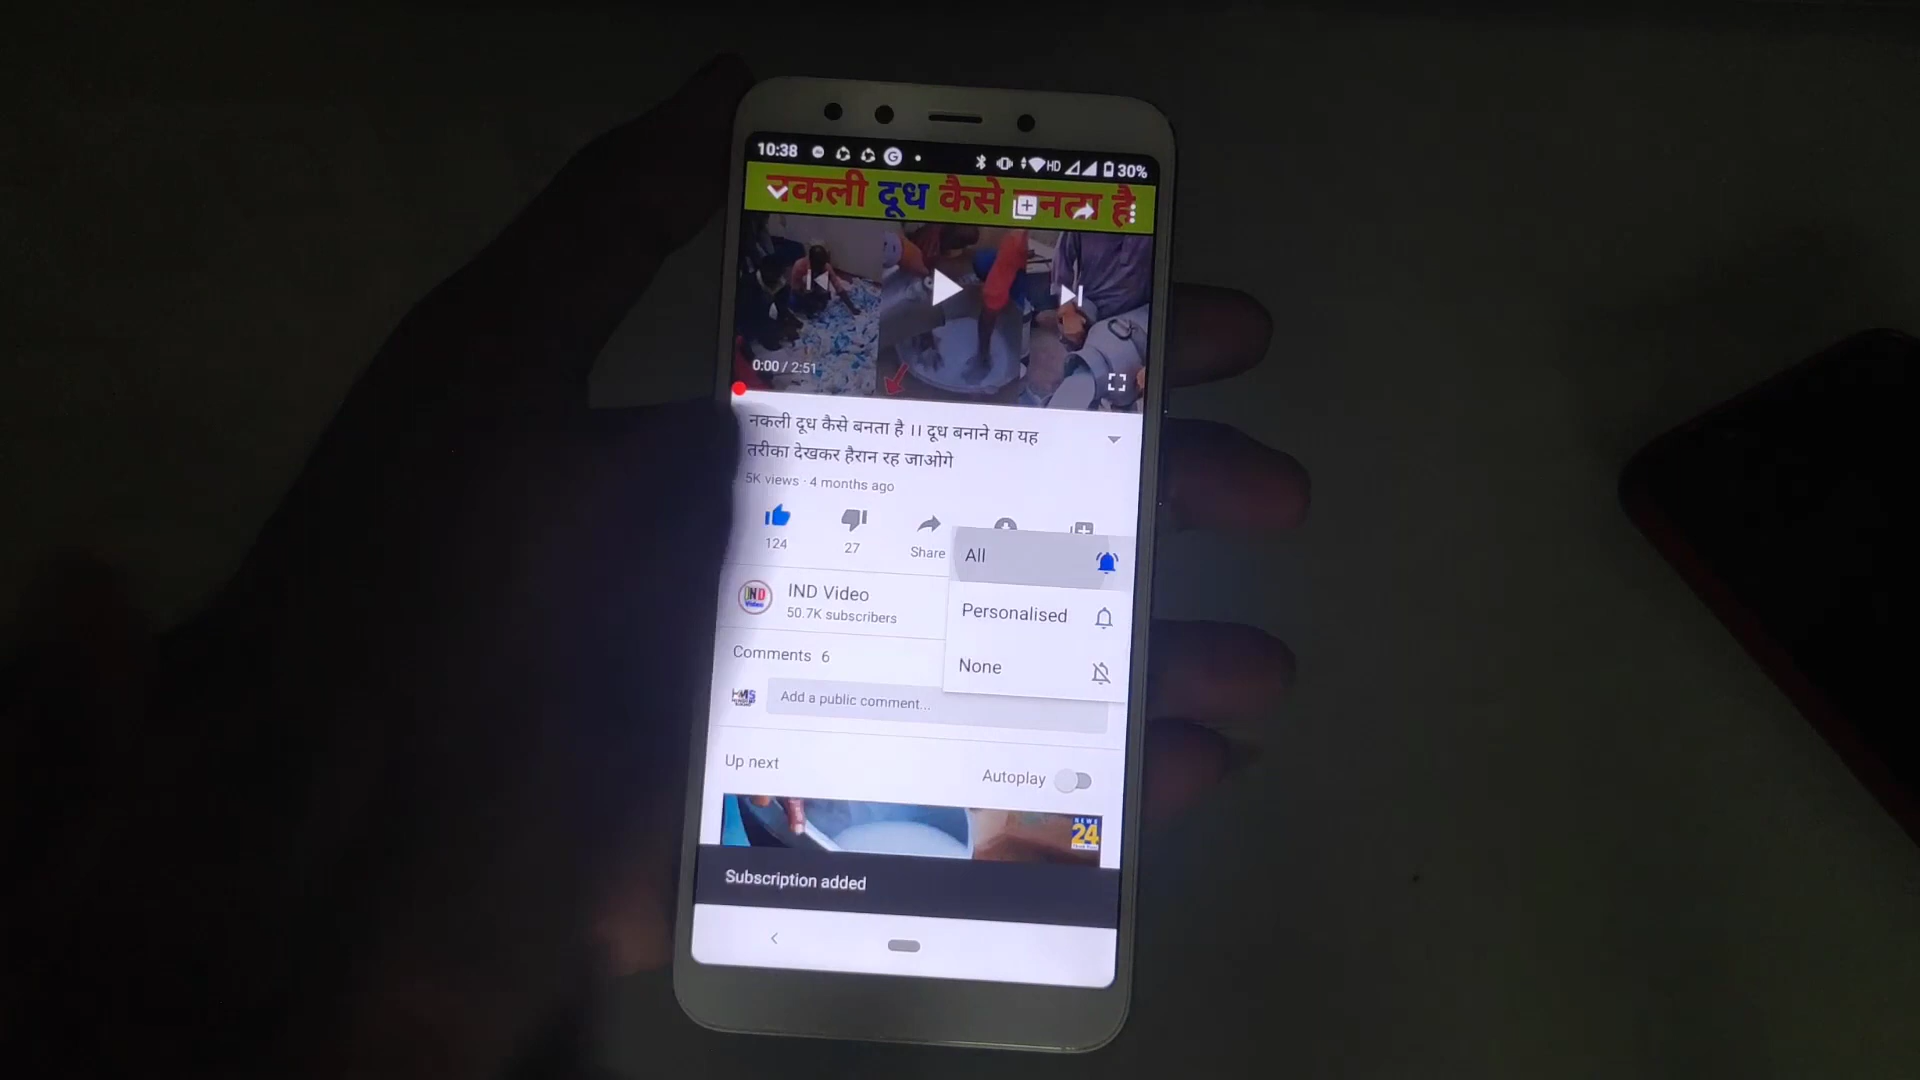 10:38 HD 30%
नकली दूध कैसे बनता है
0:00 / 2:51
नकली दूध कैसे बनता है ।। दूध बनाने का यह
तरीका देखकर हैरान रह जाओगे
5K views · 4 months ago
124 27 Share
All
IND Video
50.7K subscribers
Personalised
None
Comments 6
Add a public comment...
Up next
Autoplay
NEWS
24
Subscription added